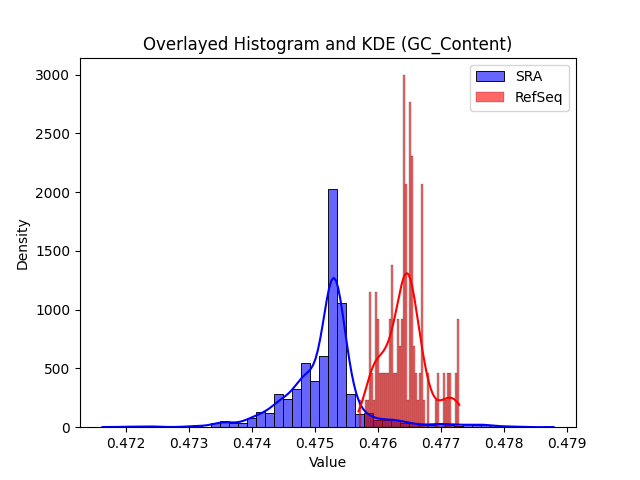 Overlayed Histogram and KDE (GC_Content)
SRA
RefSeq
3000
2500
2000
1500
1000
500
0
Density
0.472 0.473 0.474 0.475 0.476 0.477 0.478 0.479
Value